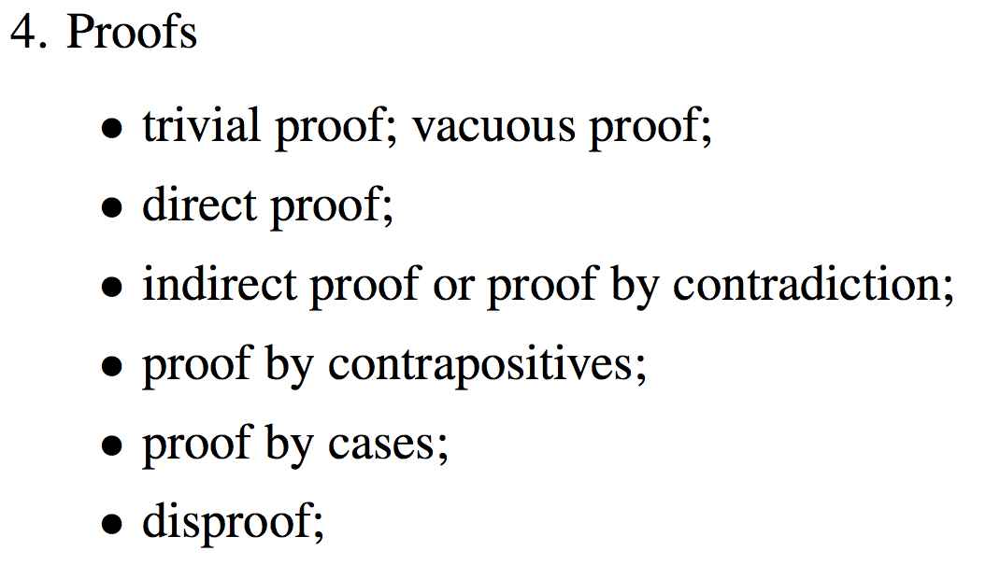 4. Proofs
• trivial proof; vacuous proof;
• direct proof;
• indirect proof or proof by contradiction;
• proof by contrapositives;
• proof by cases;
• disproof;